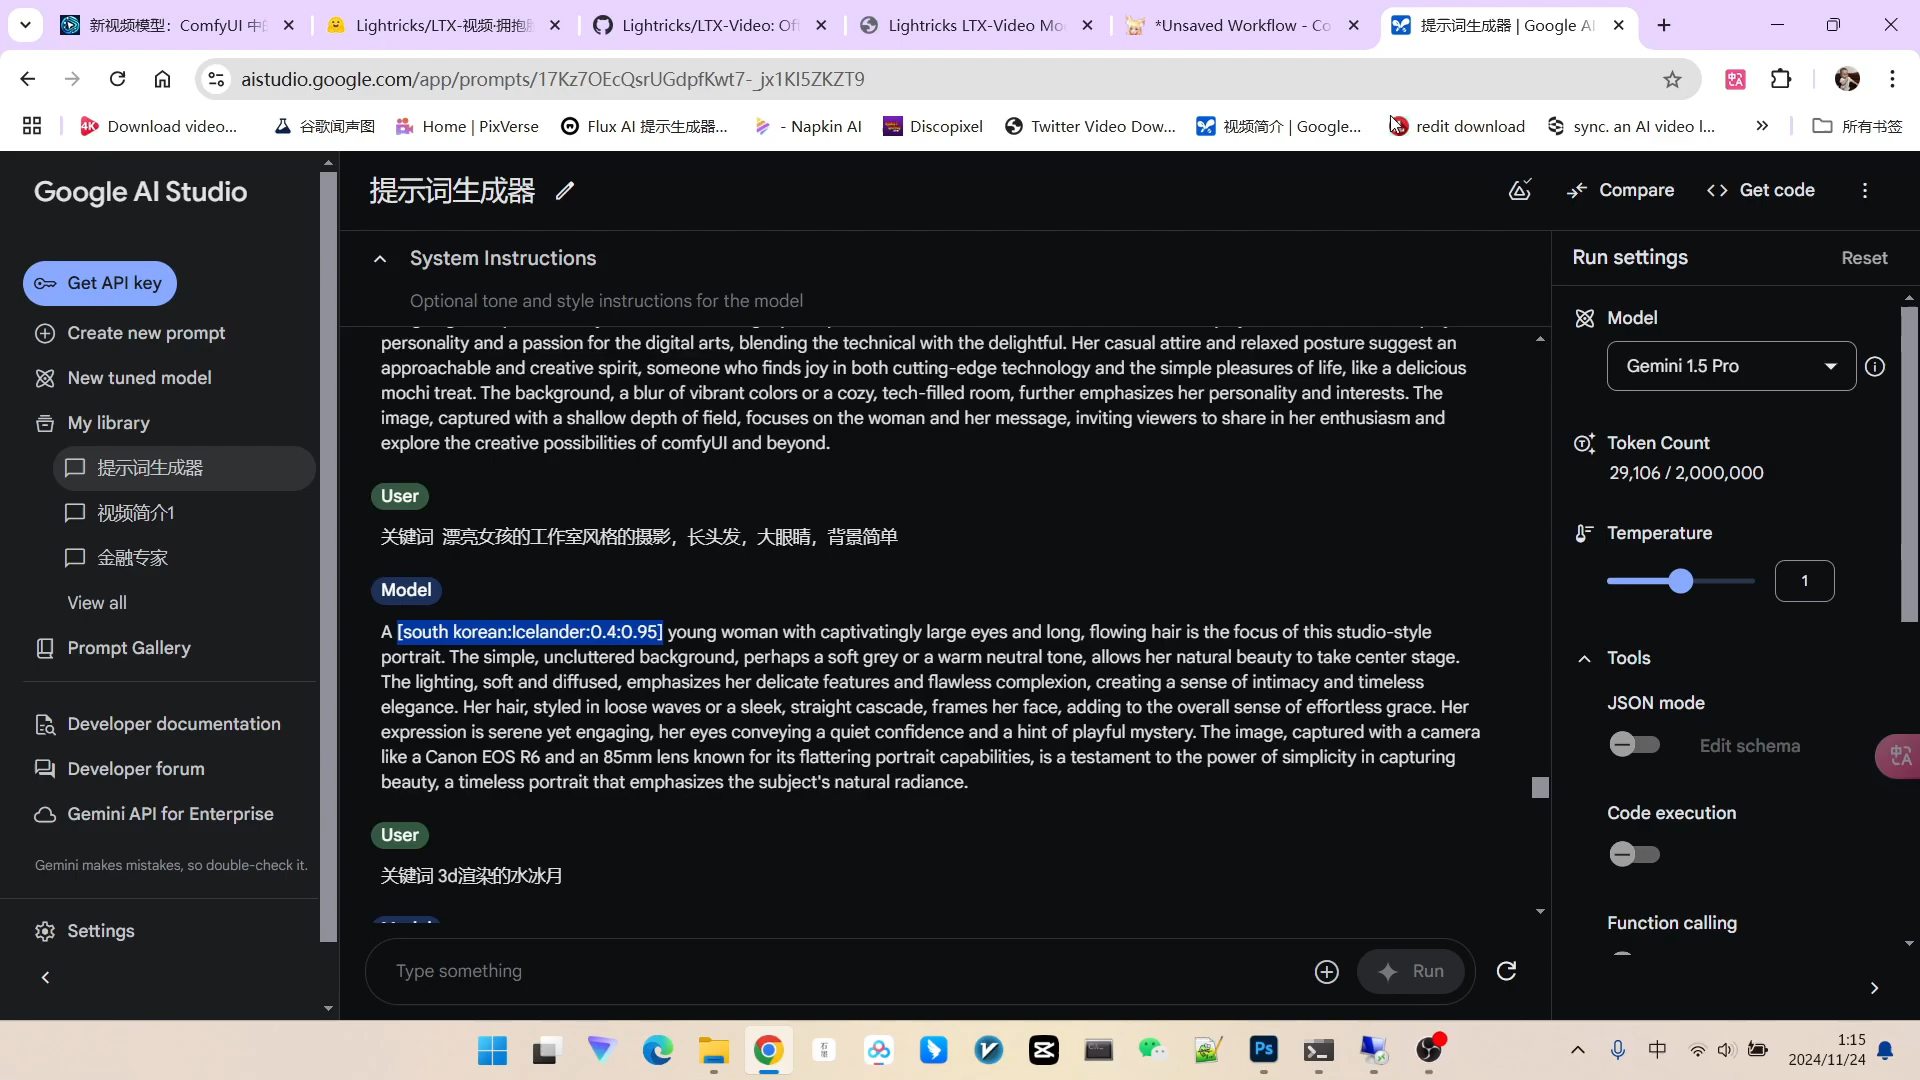 新视频模型：ComfyUI 中的
Lightricks/LTX-视频·拥抱
Lightricks/LTX-Video: Of
Lightricks LTX-Video Mo
*Unsaved Workflow - Co
提示词生成器 | Google AI
aistudio.google.com/app/prompts/17Kz7OEcQsrUGdpfKwt7-_jx1KI5ZKZT9
Download video...
谷歌闻声图
Home | PixVerse
Flux AI 提示生成器...
- Napkin AI
Discopixel
Twitter Video Dow...
视频简介 | Google...
redit download
sync. an AI video l...
所有书签
Google AI Studio
提示词生成器
Compare
Get code
Get API key
Create new prompt
New tuned model
My library
提示词生成器
视频简介1
金融专家
View all
Prompt Gallery
Developer documentation
Developer forum
Gemini API for Enterprise
Gemini makes mistakes, so double-check it.
Settings
System Instructions
Optional tone and style instructions for the model
personality and a passion for the digital arts, blending the technical with the delightful. Her casual attire and relaxed posture suggest an
approachable and creative spirit, someone who finds joy in both cutting-edge technology and the simple pleasures of life, like a delicious
mochi treat. The background, a blur of vibrant colors or a cozy, tech-filled room, further emphasizes her personality and interests. The
image, captured with a shallow depth of field, focuses on the woman and her message, inviting viewers to share in her enthusiasm and
explore the creative possibilities of comfyUI and beyond.
User
关键词 漂亮女孩的工作室风格的摄影，长头发，大眼睛，背景简单
Model
A [south korean:Icelander:0.4:0.95] young woman with captivatingly large eyes and long, flowing hair is the focus of this studio-style
portrait. The simple, uncluttered background, perhaps a soft grey or a warm neutral tone, allows her natural beauty to take center stage.
The lighting, soft and diffused, emphasizes her delicate features and flawless complexion, creating a sense of intimacy and timeless
elegance. Her hair, styled in loose waves or a sleek, straight cascade, frames her face, adding to the overall sense of effortless grace. Her
expression is serene yet engaging, her eyes conveying a quiet confidence and a hint of playful mystery. The image, captured with a camera
like a Canon EOS R6 and an 85mm lens known for its flattering portrait capabilities, is a testament to the power of simplicity in capturing
beauty, a timeless portrait that emphasizes the subject's natural radiance.
User
关键词 3d渲染的水冰月
Type something
Run
Run settings
Reset
Model
Gemini 1.5 Pro
Token Count
29,106 / 2,000,000
Temperature
1
Tools
JSON mode
Edit schema
Code execution
Function calling
中
1:15
2024/11/24